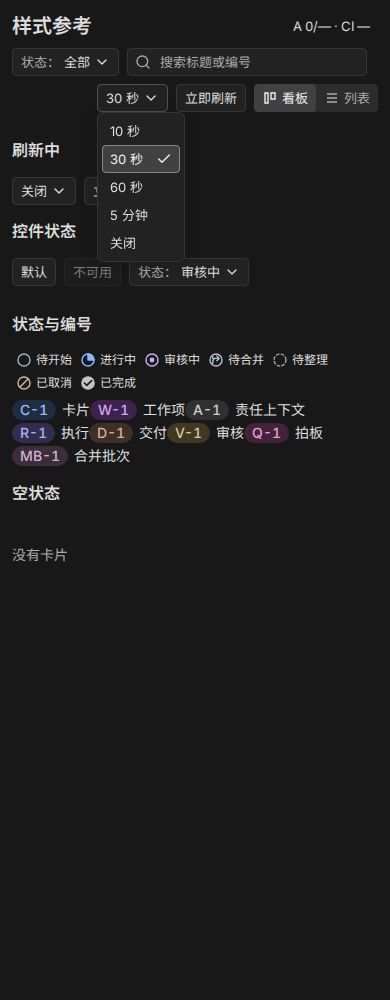 样式参考 A 0/— · CI —
状态： 全部 搜索标题或编号
30 秒 立即刷新 看板 列表
10 秒
30 秒
60 秒
5 分钟
关闭
刷新中
关闭
控件状态
默认 不可用 状态： 审核中
状态与编号
待开始 进行中 审核中 待合并 待整理
已取消 已完成
C-1 卡片 W-1 工作项 A-1 责任上下文
R-1 执行 D-1 交付 V-1 审核 Q-1 拍板
MB-1 合并批次
空状态
没有卡片